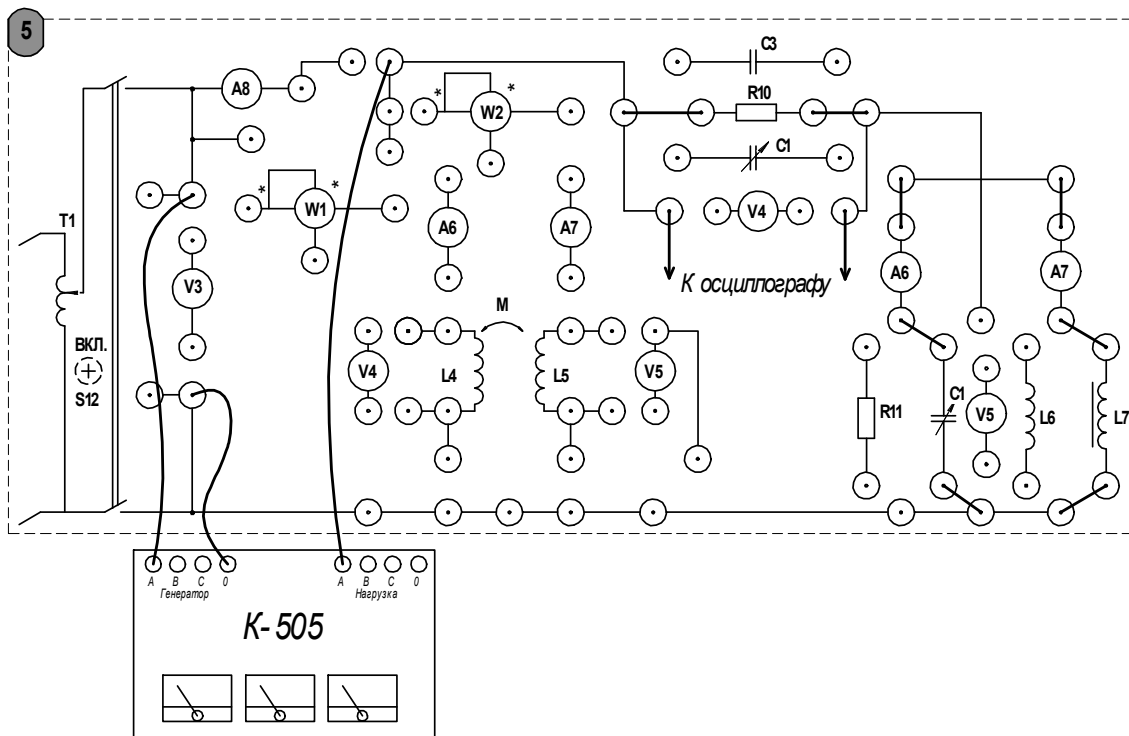 5
C3
A8
* W2 *
R10
C1
* W1 *
T1
A6
A7
V4
V3
К осциллографу
A6
A7
M
ВКЛ.
S12
V4
L4
L5
V5
R11
C1
V5
L6
L7
А В С 0
Генератор
А В С 0
Нагрузка
К-505